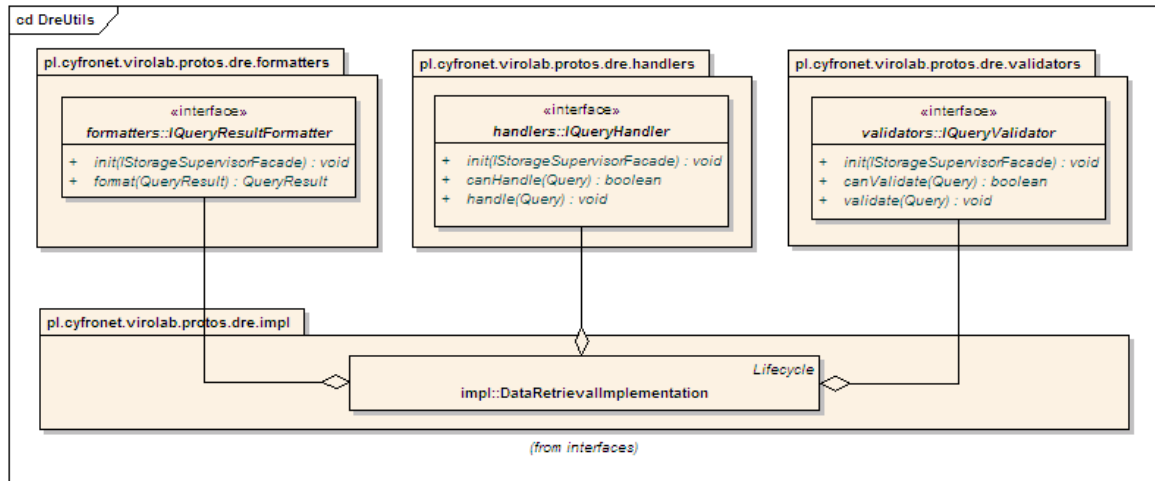 cd DreUtils
pl.cyfronet.virolab.protos.dre.formatters
«interface»
formatters::IQueryResultFormatter
+ init(IStorageSupervisorFacade) : void
+ format(QueryResult) : QueryResult
pl.cyfronet.virolab.protos.dre.handlers
«interface»
handlers::IQueryHandler
+ init(IStorageSupervisorFacade) : void
+ canHandle(Query) : boolean
+ handle(Query) : void
pl.cyfronet.virolab.protos.dre.validators
«interface»
validators::IQueryValidator
+ init(IStorageSupervisorFacade) : void
+ canValidate(Query) : boolean
+ validate(Query) : void
pl.cyfronet.virolab.protos.dre.impl
Lifecycle
impl::DataRetrievalImplementation
(from interfaces)